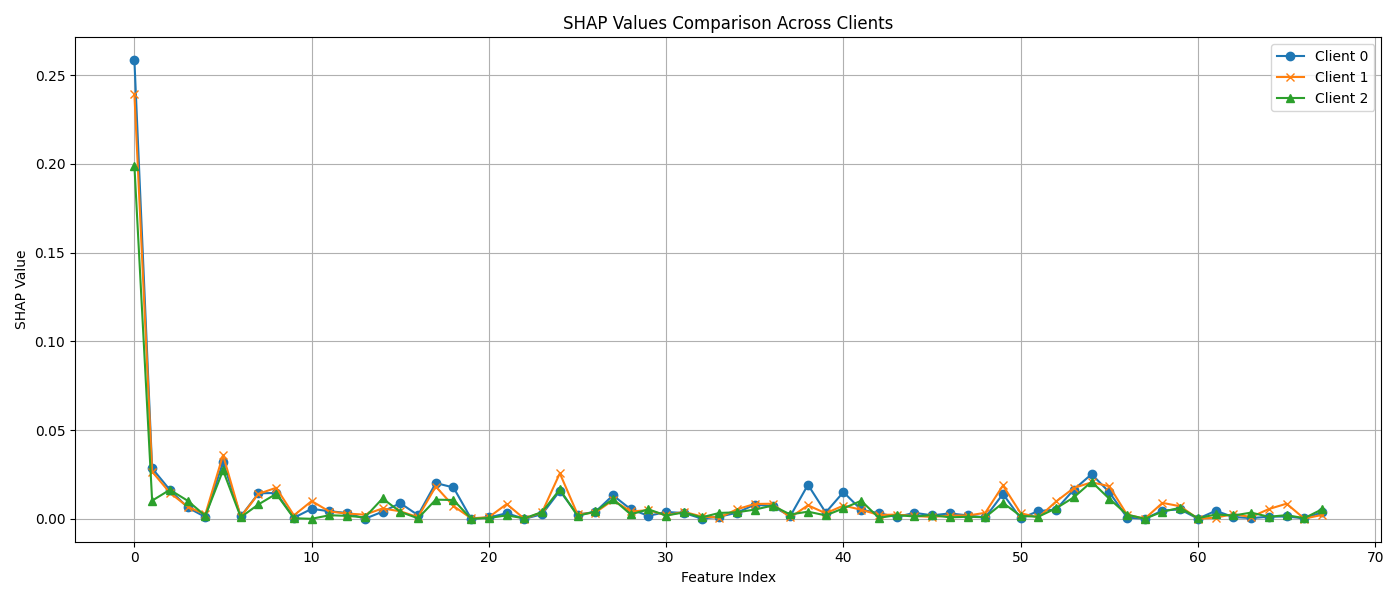 SHAP Values Comparison Across Clients
Client 0
Client 1
Client 2
SHAP Value
0.25
0.20
0.15
0.10
0.05
0.00
0 10 20 30 40 50 60 70
Feature Index